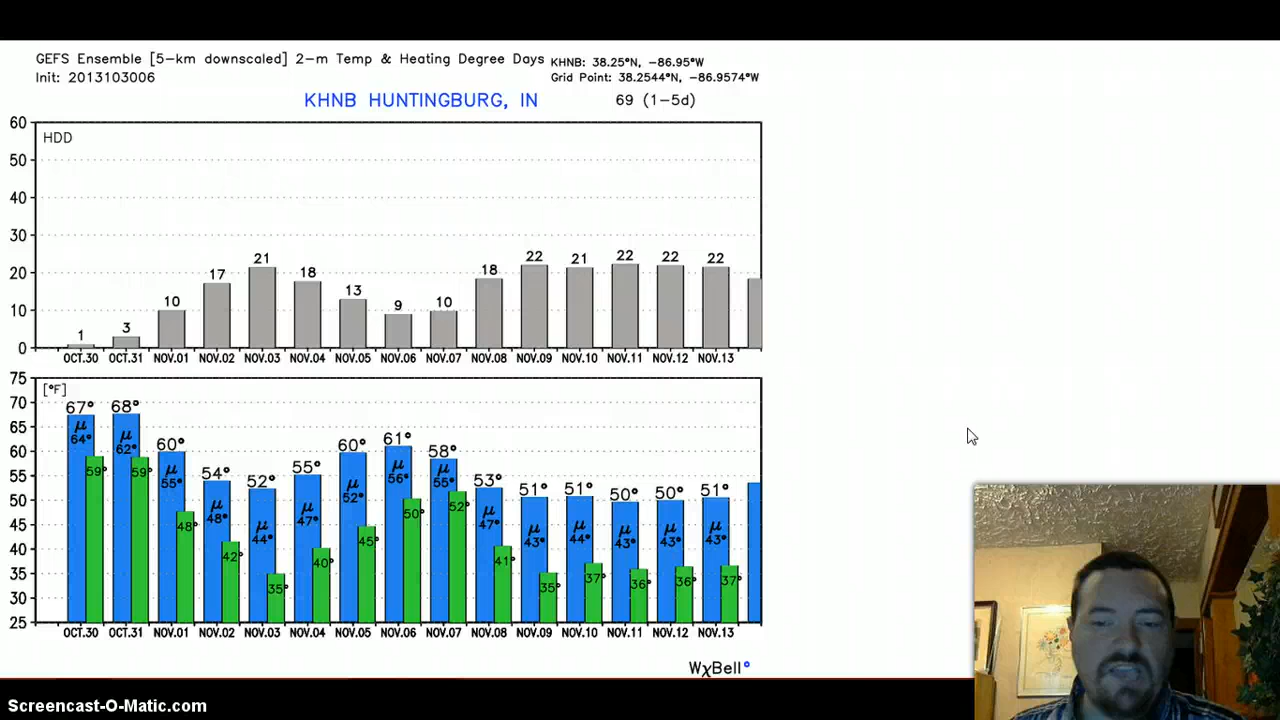 GEFS Ensemble [5-km downscaled] 2-m Temp & Heating Degree Days
KHNB: 38.25°N, -86.95°W
Init: 2013103006
Grid Point: 38.2544°N, -86.9574°W
KHNB HUNTINGBURG, IN
69 (1-5d)
60
HDD
50
40
30
20
10
0
1 3 10 17 21 18 13 9 10 18 22 21 22 22 22
OCT.30 OCT.31 NOV.01 NOV.02 NOV.03 NOV.04 NOV.05 NOV.06 NOV.07 NOV.08 NOV.09 NOV.10 NOV.11 NOV.12 NOV.13
75
[°F]
70
65
60
55
50
45
40
35
30
25
67° 68° 60° 54° 52° 55° 60° 61° 58° 53° 51° 51° 50° 50° 51°
μ μ μ μ μ μ μ μ μ μ μ μ μ μ μ
64° 62° 55° 48° 44° 47° 52° 56° 55° 47° 43° 44° 43° 43° 43°
59° 59° 48° 42° 35° 40° 45° 50° 52° 41° 35° 37° 36° 36° 37°
OCT.30 OCT.31 NOV.01 NOV.02 NOV.03 NOV.04 NOV.05 NOV.06 NOV.07 NOV.08 NOV.09 NOV.10 NOV.11 NOV.12 NOV.13
WχBell°
Screencast-O-Matic.com